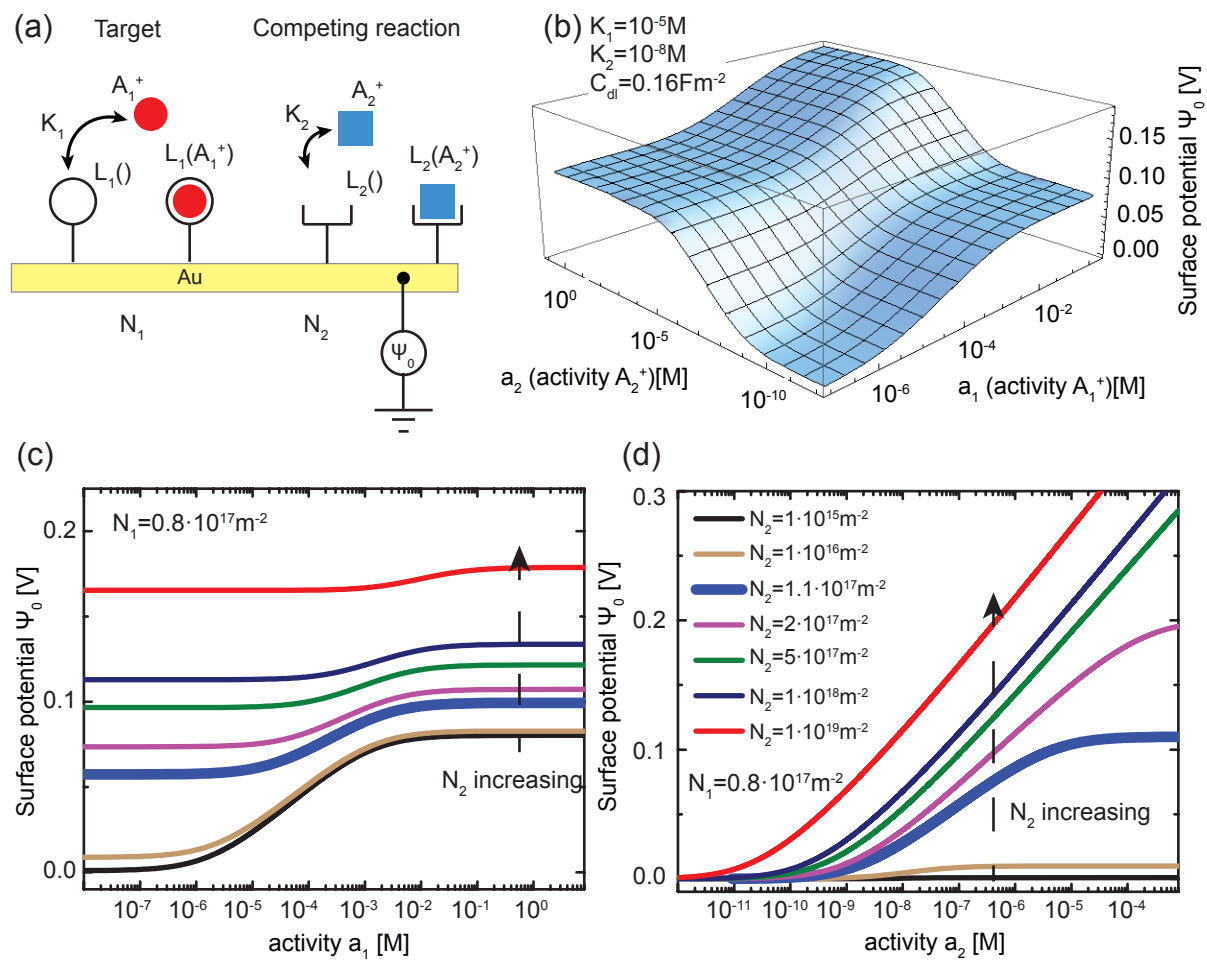 (a)
Target
Competing reaction
A₁⁺
A₂⁺
K₁
K₂
L₁()
L₁(A₁⁺)
L₂()
L₂(A₂⁺)
Au
N₁
N₂
Ψ₀
(b)
K₁=10⁻⁵M
K₂=10⁻⁸M
C_dl=0.16Fm⁻²
0.15
0.10
0.05
0.00
Surface potential Ψ₀ [V]
10⁰
10⁻⁵
10⁻¹⁰
a₂ (activity A₂⁺)[M]
10⁻⁶
10⁻⁴
10⁻²
a₁ (activity A₁⁺)[M]
(c)
N₁=0.8·10¹⁷m⁻²
N₂ increasing
0.2
0.1
0.0
Surface potential Ψ₀ [V]
10⁻⁷ 10⁻⁶ 10⁻⁵ 10⁻⁴ 10⁻³ 10⁻² 10⁻¹ 10⁰
activity a₁ [M]
(d)
N₂=1·10¹⁵m⁻²
N₂=1·10¹⁶m⁻²
N₂=1.1·10¹⁷m⁻²
N₂=2·10¹⁷m⁻²
N₂=5·10¹⁷m⁻²
N₂=1·10¹⁸m⁻²
N₂=1·10¹⁹m⁻²
N₁=0.8·10¹⁷m⁻²
N₂ increasing
0.3
0.2
0.1
0.0
Surface potential Ψ₀ [V]
10⁻¹¹ 10⁻¹⁰ 10⁻⁹ 10⁻⁸ 10⁻⁷ 10⁻⁶ 10⁻⁵ 10⁻⁴
activity a₂ [M]